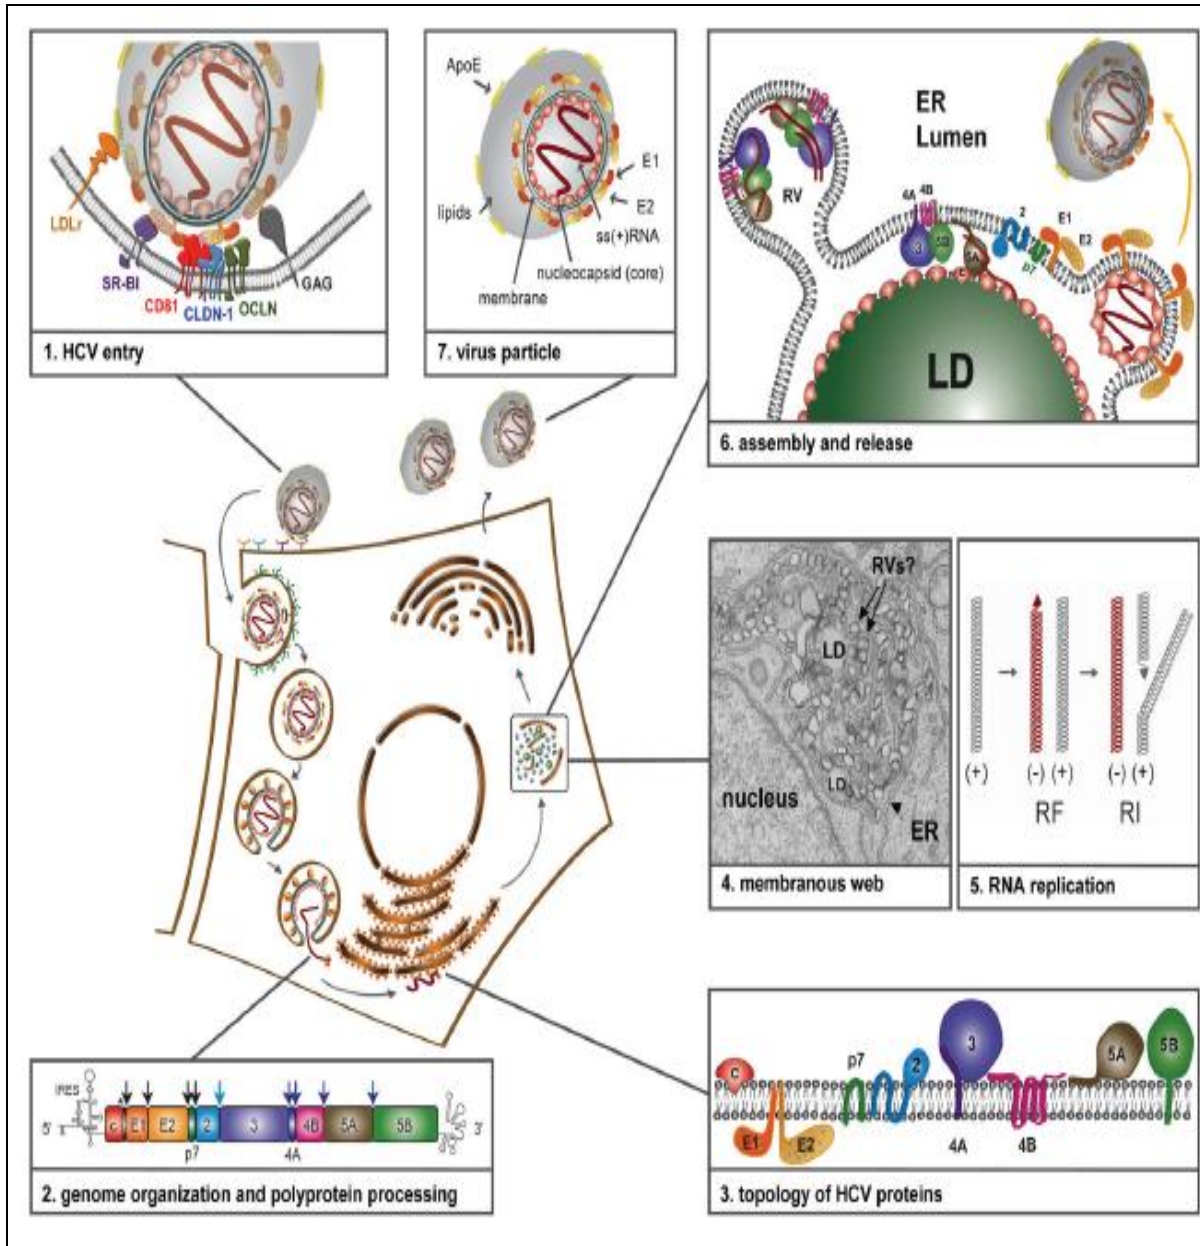 LDLr
SR-BI
CD81
CLDN-1
OCLN
GAG
1. HCV entry
ApoE
lipids
E1
E2
ss(+)RNA
nucleocapsid (core)
membrane
7. virus particle
ER
Lumen
RV
4A
4B
3
5B
5A
C
2
p7
E1
E2
LD
6. assembly and release
RVs?
LD
LD
nucleus
ER
4. membranous web
(+)
(-) (+)
(-) (+)
RF
RI
5. RNA replication
IRES
5'
C E1 E2 2 3 4B 5A 5B
3'
p7
4A
2. genome organization and polyprotein processing
C
E1
E2
p7
2
3
4A
4B
5A
5B
3. topology of HCV proteins